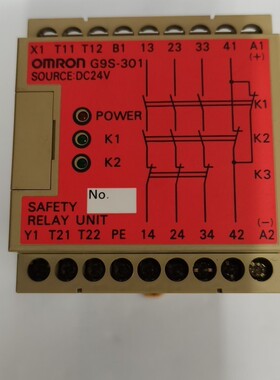 X1 T11 T12 B1 13 23 33 41 A1
OMRON G9S-301 (+)
SOURCE:DC24V
POWER
K1 K1
K2 K2
K3
No.
SAFETY
RELAY UNIT (−)
Y1 T21 T22 PE 14 24 34 42 A2